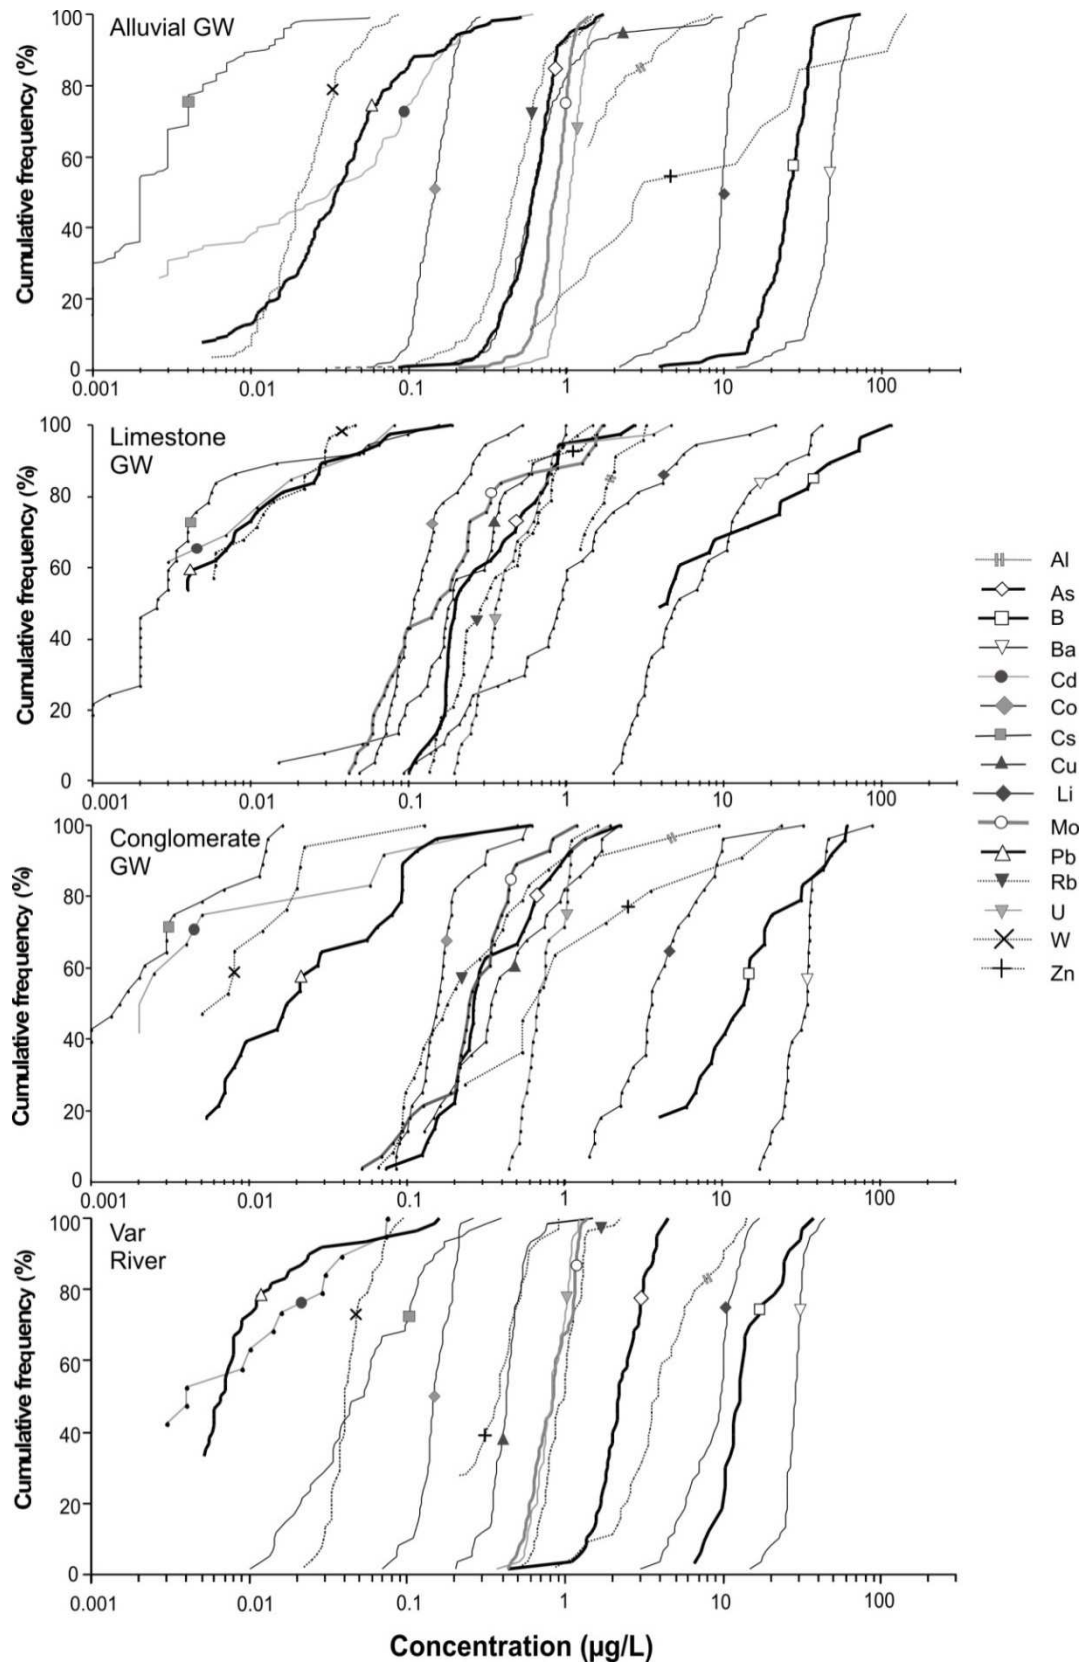 Alluvial GW
Cumulative frequency (%)
100
80
60
40
20
0
0.001
0.01
0.1
1
10
100
Limestone
GW
Cumulative frequency (%)
100
80
60
40
20
0
0.001
0.01
0.1
1
10
100
Conglomerate
GW
Cumulative frequency (%)
100
80
60
40
20
0
0.001
0.01
0.1
1
10
100
Var
River
Cumulative frequency (%)
100
80
60
40
20
0
0.001
0.01
0.1
1
10
100
Concentration (µg/L)
Al
As
B
Ba
Cd
Co
Cs
Cu
Li
Mo
Pb
Rb
U
W
Zn